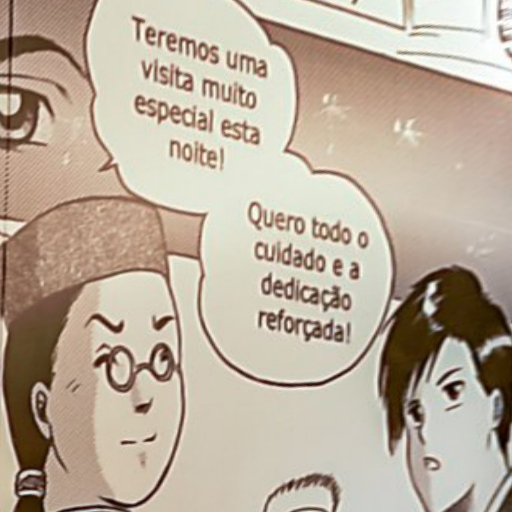 Teremos uma
visita muito
especial esta
noite!
Quero todo o
cuidado e a
dedicação
reforçada!